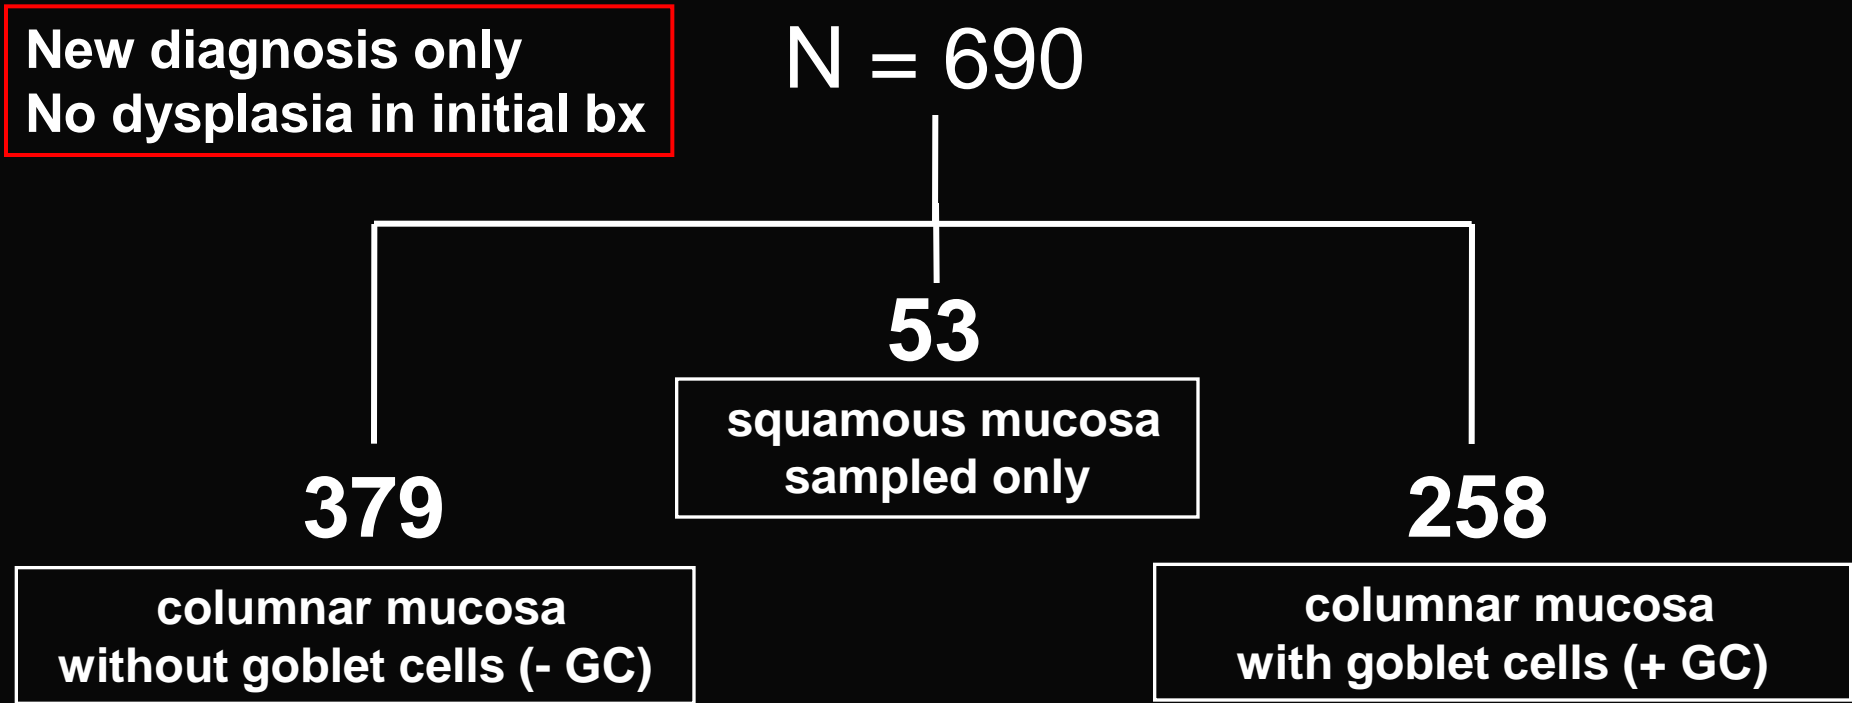 New diagnosis only
No dysplasia in initial bx
N = 690
53
squamous mucosa
sampled only
379
columnar mucosa
without goblet cells (- GC)
258
columnar mucosa
with goblet cells (+ GC)